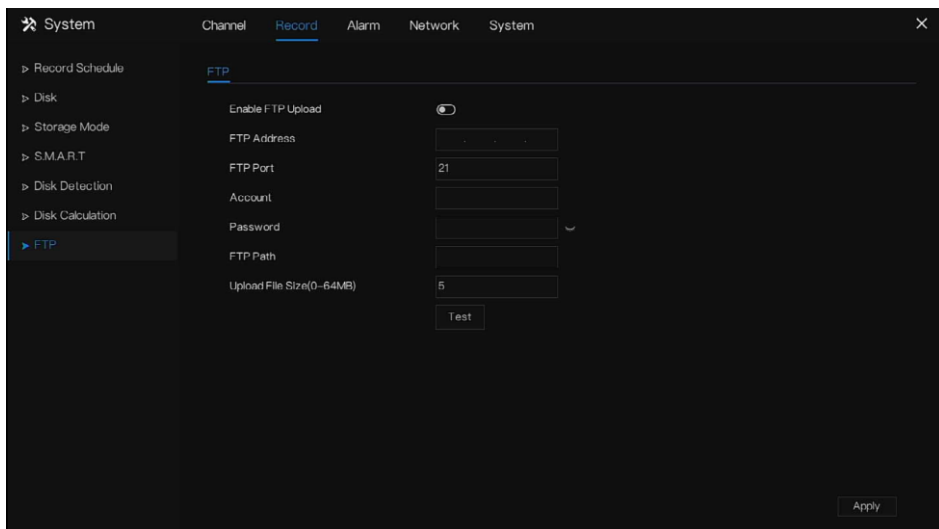 System
Channel Record Alarm Network System
Record Schedule
Disk
Storage Mode
S.M.A.R.T
Disk Detection
Disk Calculation
FTP
FTP
Enable FTP Upload
FTP Address . . .
FTP Port 21
Account
Password
FTP Path
Upload File Size(0-64MB) 5
Test
Apply